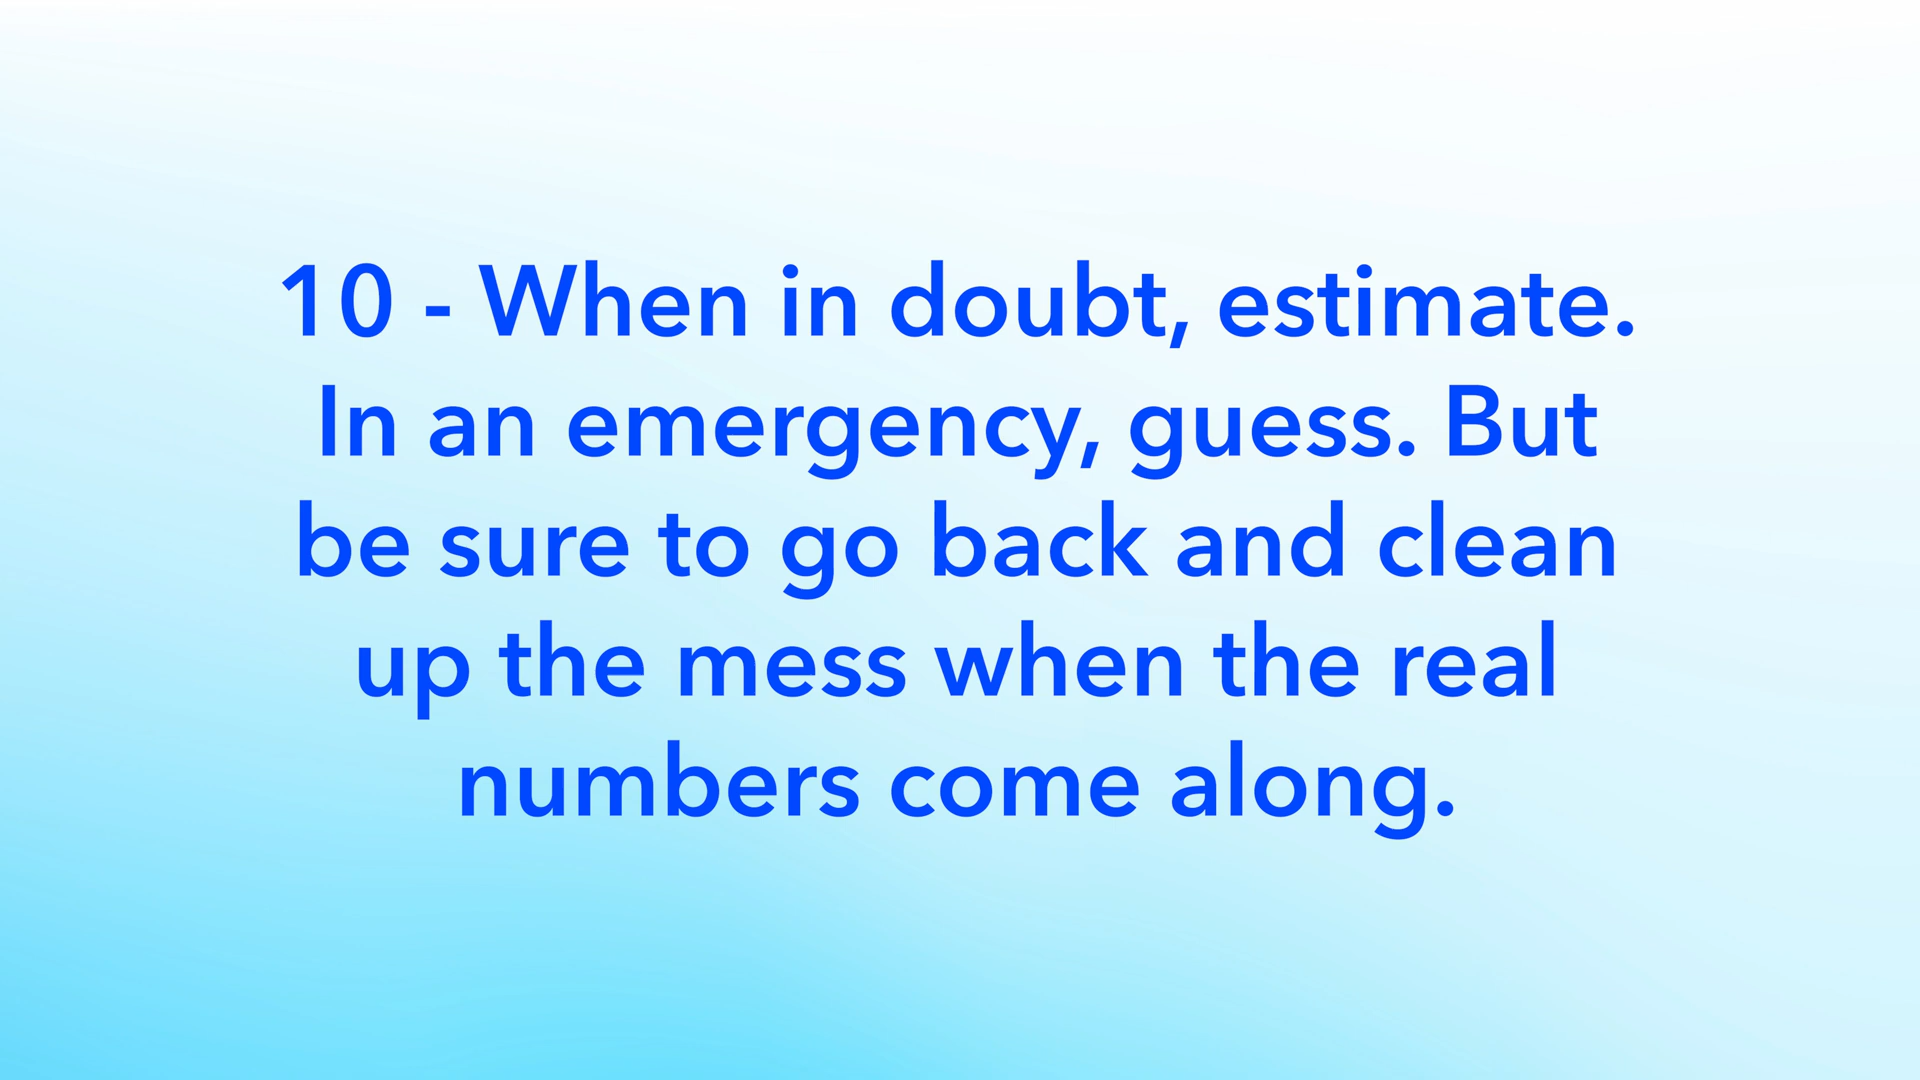 10 - When in doubt, estimate.
In an emergency, guess. But
be sure to go back and clean
up the mess when the real
numbers come along.